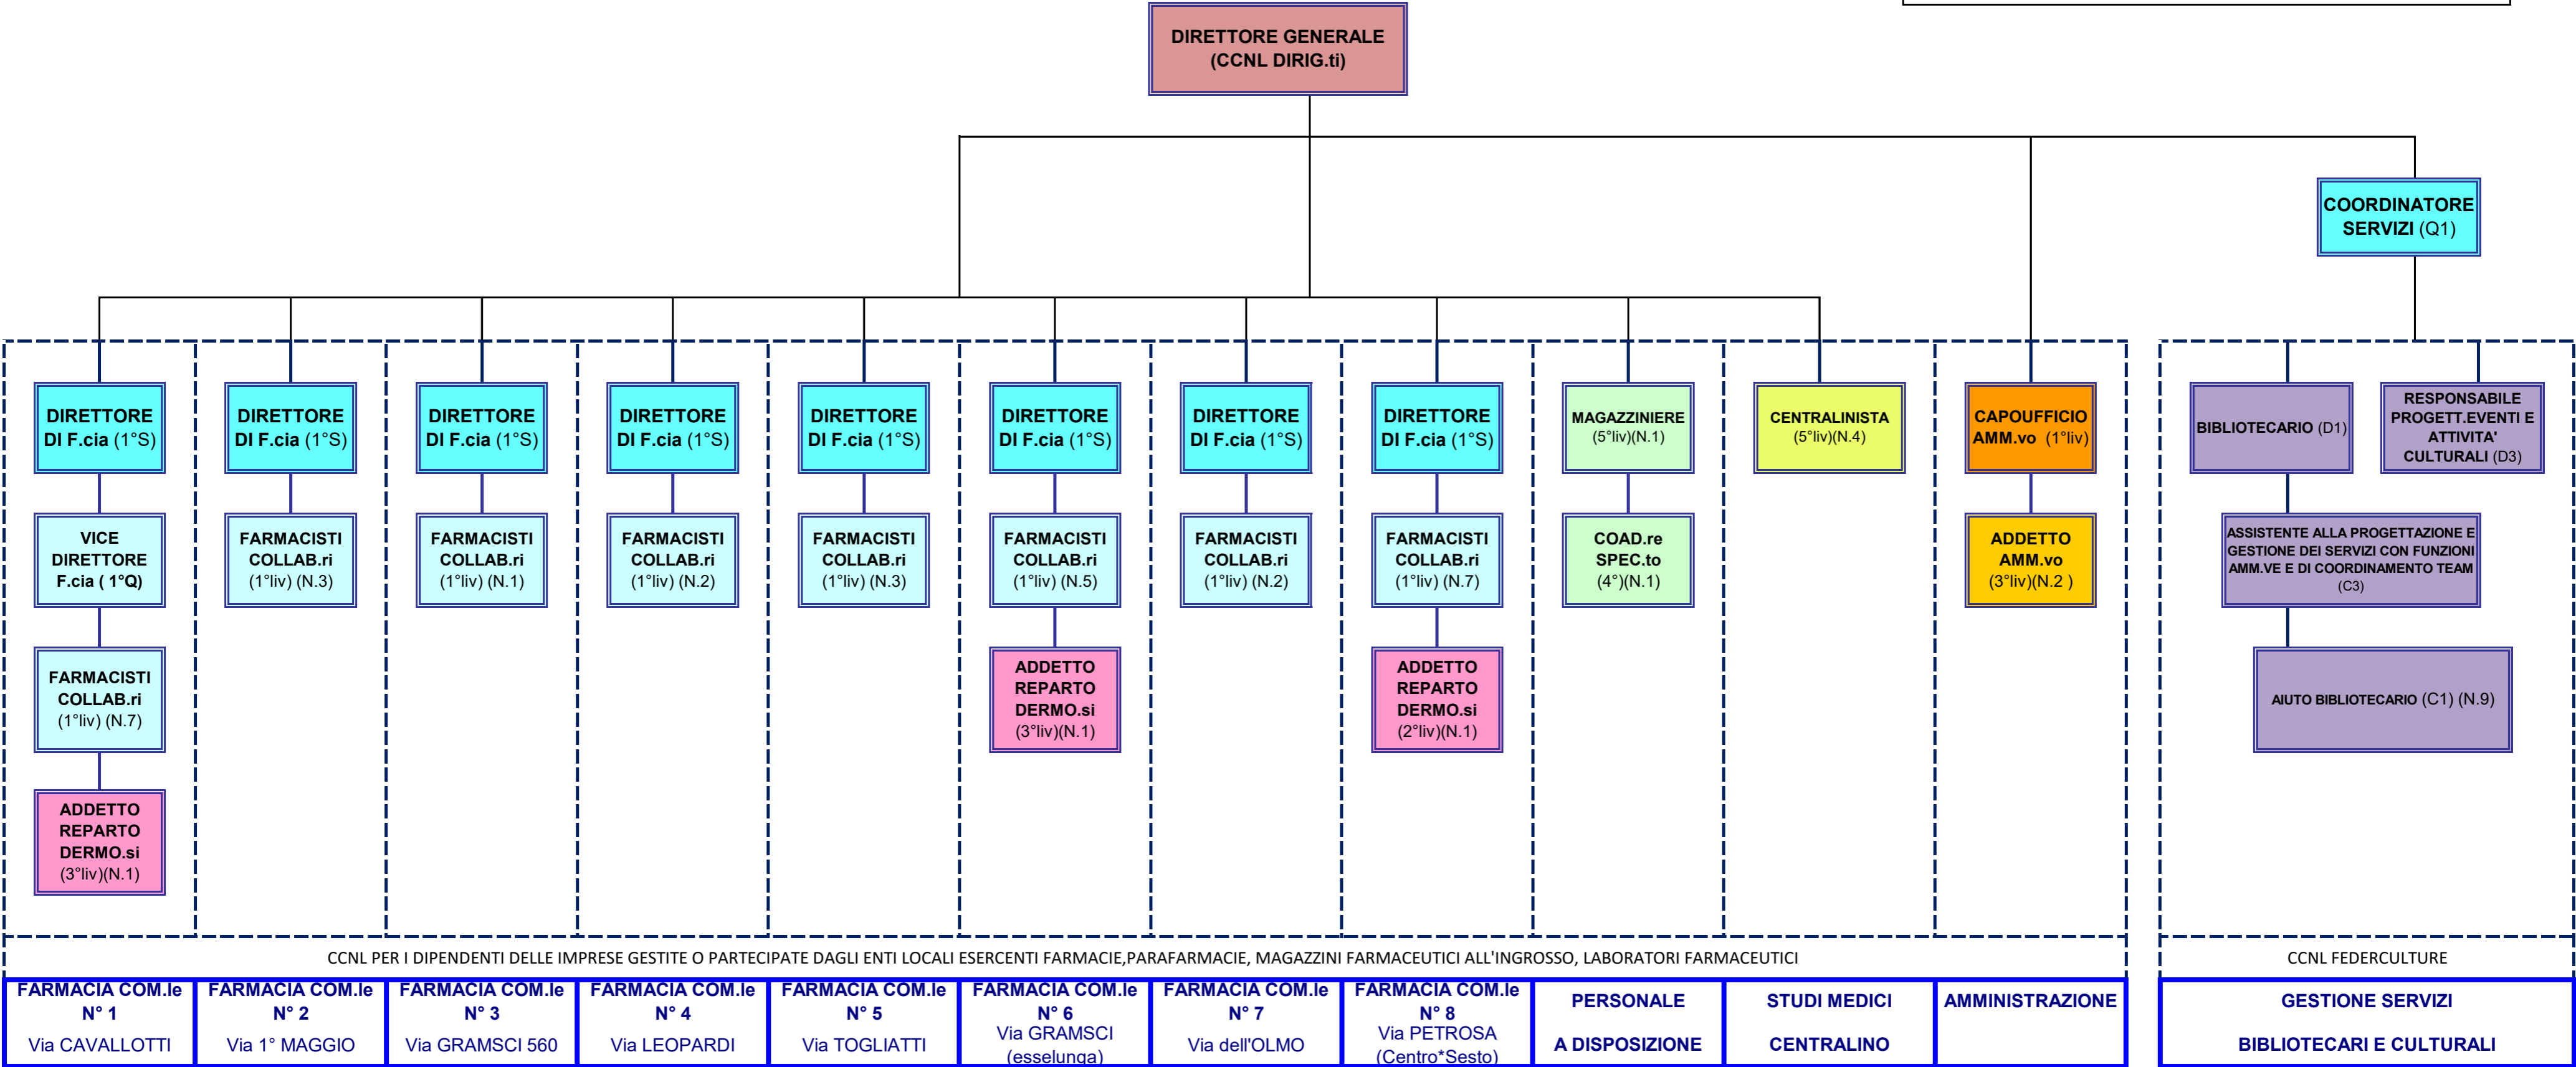 DIRETTORE GENERALE
(CCNL DIRIG.ti)
COORDINATORE
SERVIZI (Q1)
DIRETTORE
DI F.cia (1°S)
DIRETTORE
DI F.cia (1°S)
DIRETTORE
DI F.cia (1°S)
DIRETTORE
DI F.cia (1°S)
DIRETTORE
DI F.cia (1°S)
DIRETTORE
DI F.cia (1°S)
DIRETTORE
DI F.cia (1°S)
DIRETTORE
DI F.cia (1°S)
MAGAZZINIERE
(5°liv)(N.1)
CENTRALINISTA
(5°liv)(N.4)
CAPOUFFICIO
AMM.vo (1°liv)
BIBLIOTECARIO (D1)
RESPONSABILE
PROGETT.EVENTI E
ATTIVITA'
CULTURALI (D3)
VICE
DIRETTORE
F.cia ( 1°Q)
FARMACISTI
COLLAB.ri
(1°liv) (N.3)
FARMACISTI
COLLAB.ri
(1°liv) (N.1)
FARMACISTI
COLLAB.ri
(1°liv) (N.2)
FARMACISTI
COLLAB.ri
(1°liv) (N.3)
FARMACISTI
COLLAB.ri
(1°liv) (N.5)
FARMACISTI
COLLAB.ri
(1°liv) (N.2)
FARMACISTI
COLLAB.ri
(1°liv) (N.7)
COAD.re
SPEC.to
(4°)(N.1)
ADDETTO
AMM.vo
(3°liv)(N.2 )
ASSISTENTE ALLA PROGETTAZIONE E
GESTIONE DEI SERVIZI CON FUNZIONI
AMM.VE E DI COORDINAMENTO TEAM
(C3)
FARMACISTI
COLLAB.ri
(1°liv) (N.7)
ADDETTO
REPARTO
DERMO.si
(3°liv)(N.1)
ADDETTO
REPARTO
DERMO.si
(2°liv)(N.1)
AIUTO BIBLIOTECARIO (C1) (N.9)
ADDETTO
REPARTO
DERMO.si
(3°liv)(N.1)
CCNL PER I DIPENDENTI DELLE IMPRESE GESTITE O PARTECIPATE DAGLI ENTI LOCALI ESERCENTI FARMACIE,PARAFARMACIE, MAGAZZINI FARMACEUTICI ALL'INGROSSO, LABORATORI FARMACEUTICI
CCNL FEDERCULTURE
FARMACIA COM.le
N° 1
Via CAVALLOTTI
FARMACIA COM.le
N° 2
Via 1° MAGGIO
FARMACIA COM.le
N° 3
Via GRAMSCI 560
FARMACIA COM.le
N° 4
Via LEOPARDI
FARMACIA COM.le
N° 5
Via TOGLIATTI
FARMACIA COM.le
N° 6
Via GRAMSCI
(esselunga)
FARMACIA COM.le
N° 7
Via dell'OLMO
FARMACIA COM.le
N° 8
Via PETROSA
(Centro*Sesto)
PERSONALE
A DISPOSIZIONE
STUDI MEDICI
CENTRALINO
AMMINISTRAZIONE
GESTIONE SERVIZI
BIBLIOTECARI E CULTURALI